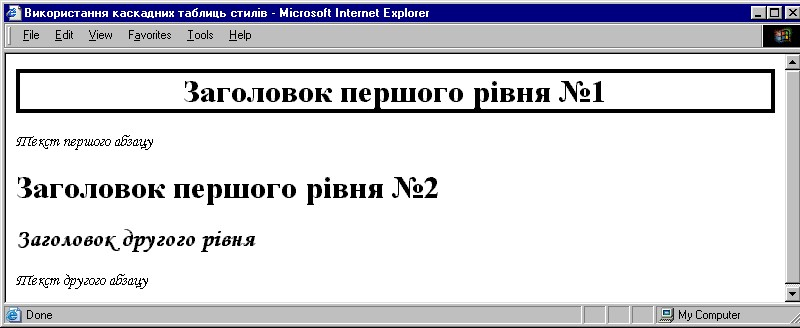 Використання каскадних таблиць стилів - Microsoft Internet Explorer
File Edit View Favorites Tools Help
Заголовок першого рівня №1
Текст першого абзацу
Заголовок першого рівня №2
Заголовок другого рівня
Текст другого абзацу
Done My Computer